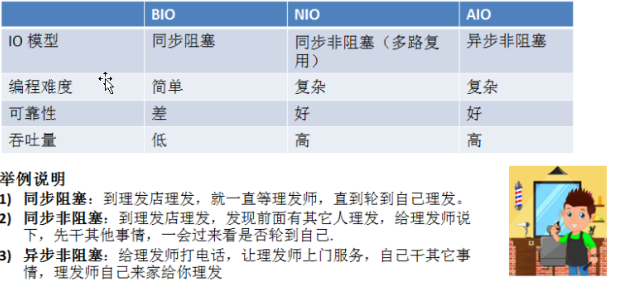 BIO NIO AIO
IO 模型 同步阻塞 同步非阻塞（多路复用） 异步非阻塞
编程难度 简单 复杂 复杂
可靠性 差 好 好
吞吐量 低 高 高
举例说明
1) 同步阻塞：到理发店理发，就一直等理发师，直到轮到自己理发。
2) 同步非阻塞：到理发店理发，发现前面有其它人理发，给理发师说
下，先干其他事情，一会过来看是否轮到自己.
3) 异步非阻塞：给理发师打电话，让理发师上门服务，自己干其它事
情，理发师自己来家给你理发